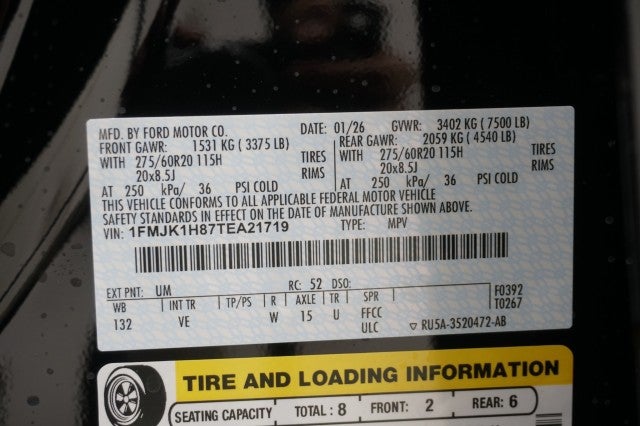 MFD. BY FORD MOTOR CO. DATE: 01/26 GVWR: 3402 KG ( 7500 LB)
FRONT GAWR: 1531 KG ( 3375 LB) REAR GAWR: 2059 KG ( 4540 LB)
WITH 275/60R20 115H TIRES WITH 275/60R20 115H TIRES
20x8.5J RIMS 20x8.5J RIMS
AT 250 kPa/ 36 PSI COLD AT 250 kPa/ 36 PSI COLD
THIS VEHICLE CONFORMS TO ALL APPLICABLE FEDERAL MOTOR VEHICLE
SAFETY STANDARDS IN EFFECT ON THE DATE OF MANUFACTURE SHOWN ABOVE.
VIN: 1FMJK1H87TEA21719 TYPE: MPV
EXT PNT: UM RC: 52 DSO: F0392
WB INT TR TP/PS R AXLE TR SPR T0267
132 VE W 15 U FFCC
ULC ▽ RU5A-3520472-AB
TIRE AND LOADING INFORMATION
SEATING CAPACITY TOTAL : 8 FRONT: 2 REAR: 6